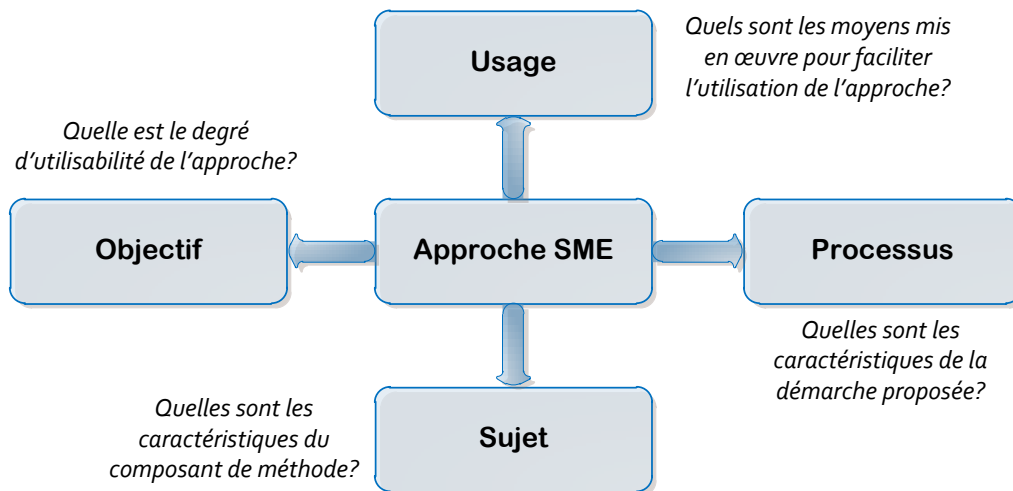 Quels sont les moyens mis
en œuvre pour faciliter
l’utilisation de l’approche?
Usage
Quelle est le degré
d’utilisabilité de l’approche?
Objectif
Approche SME
Processus
Quelles sont les
caractéristiques de la
démarche proposée?
Quelles sont les
caractéristiques du
composant de méthode?
Sujet